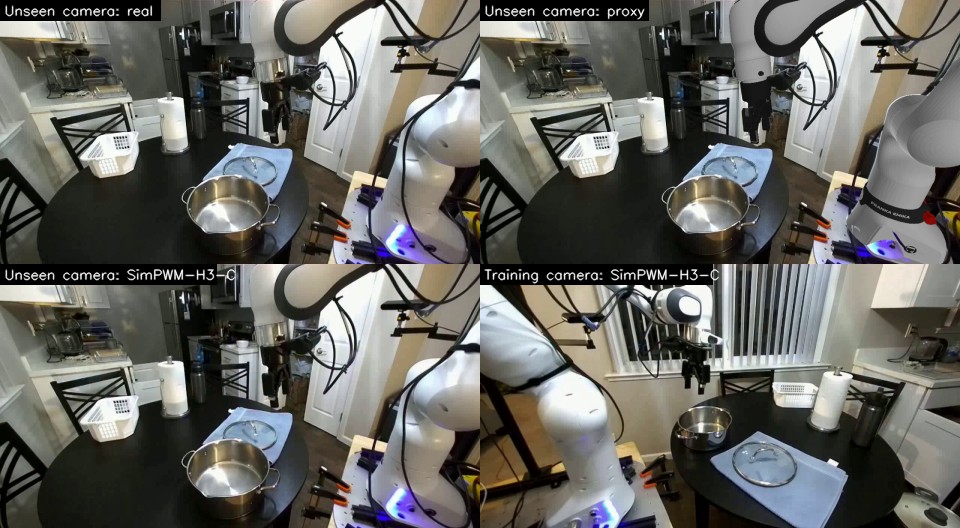 Unseen camera: real
Unseen camera: proxy
FRANKA EMIKA
Unseen camera: SimPWM-H3-C
Training camera: SimPWM-H3-C